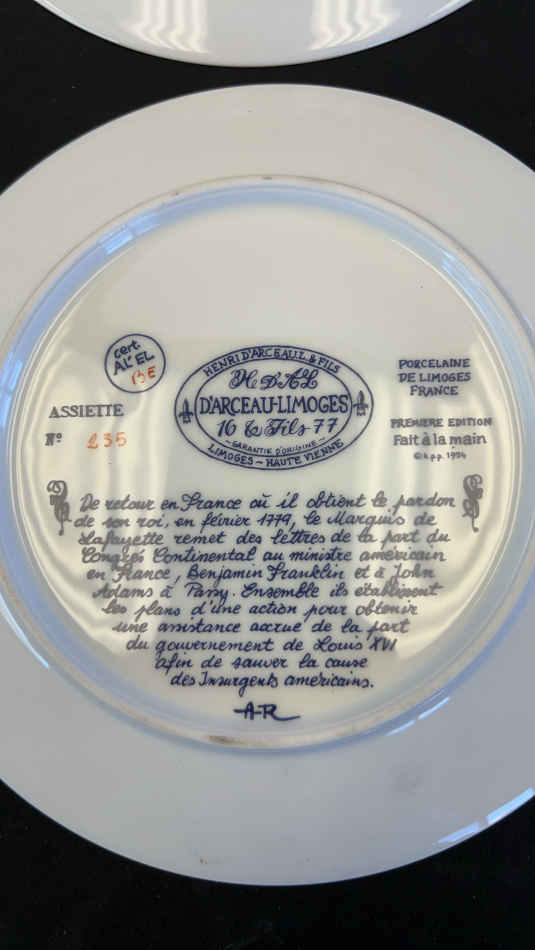 cert.
AL' EL
HENRI D'ARCEAU. L & FILS
H. D'A L
D'ARCEAU-LIMOGES
16 & Fils 77
~ GARANTIE D'ORIGINE ~
LIMOGES ~ HAUTE VIENNE
PORCELAINE
DE LIMOGES
FRANCE
ASSIETTE
N° 235
PREMIERE EDITION
Fait à la main
De retour en France où il obtient le pardon
de son roi, en février 1779, le Marquis de
Lafayette remet des lettres de la part du
Congrés Continental au ministre américain
en France, Benjamin Franklin et à John
Adams à Passy. Ensemble ils établissent
les plans d'une action pour obtenir
une assistance accrue de la part
du gouvernement de Louis XVI
afin de sauver la cause
des Insurgents américains.
A-R